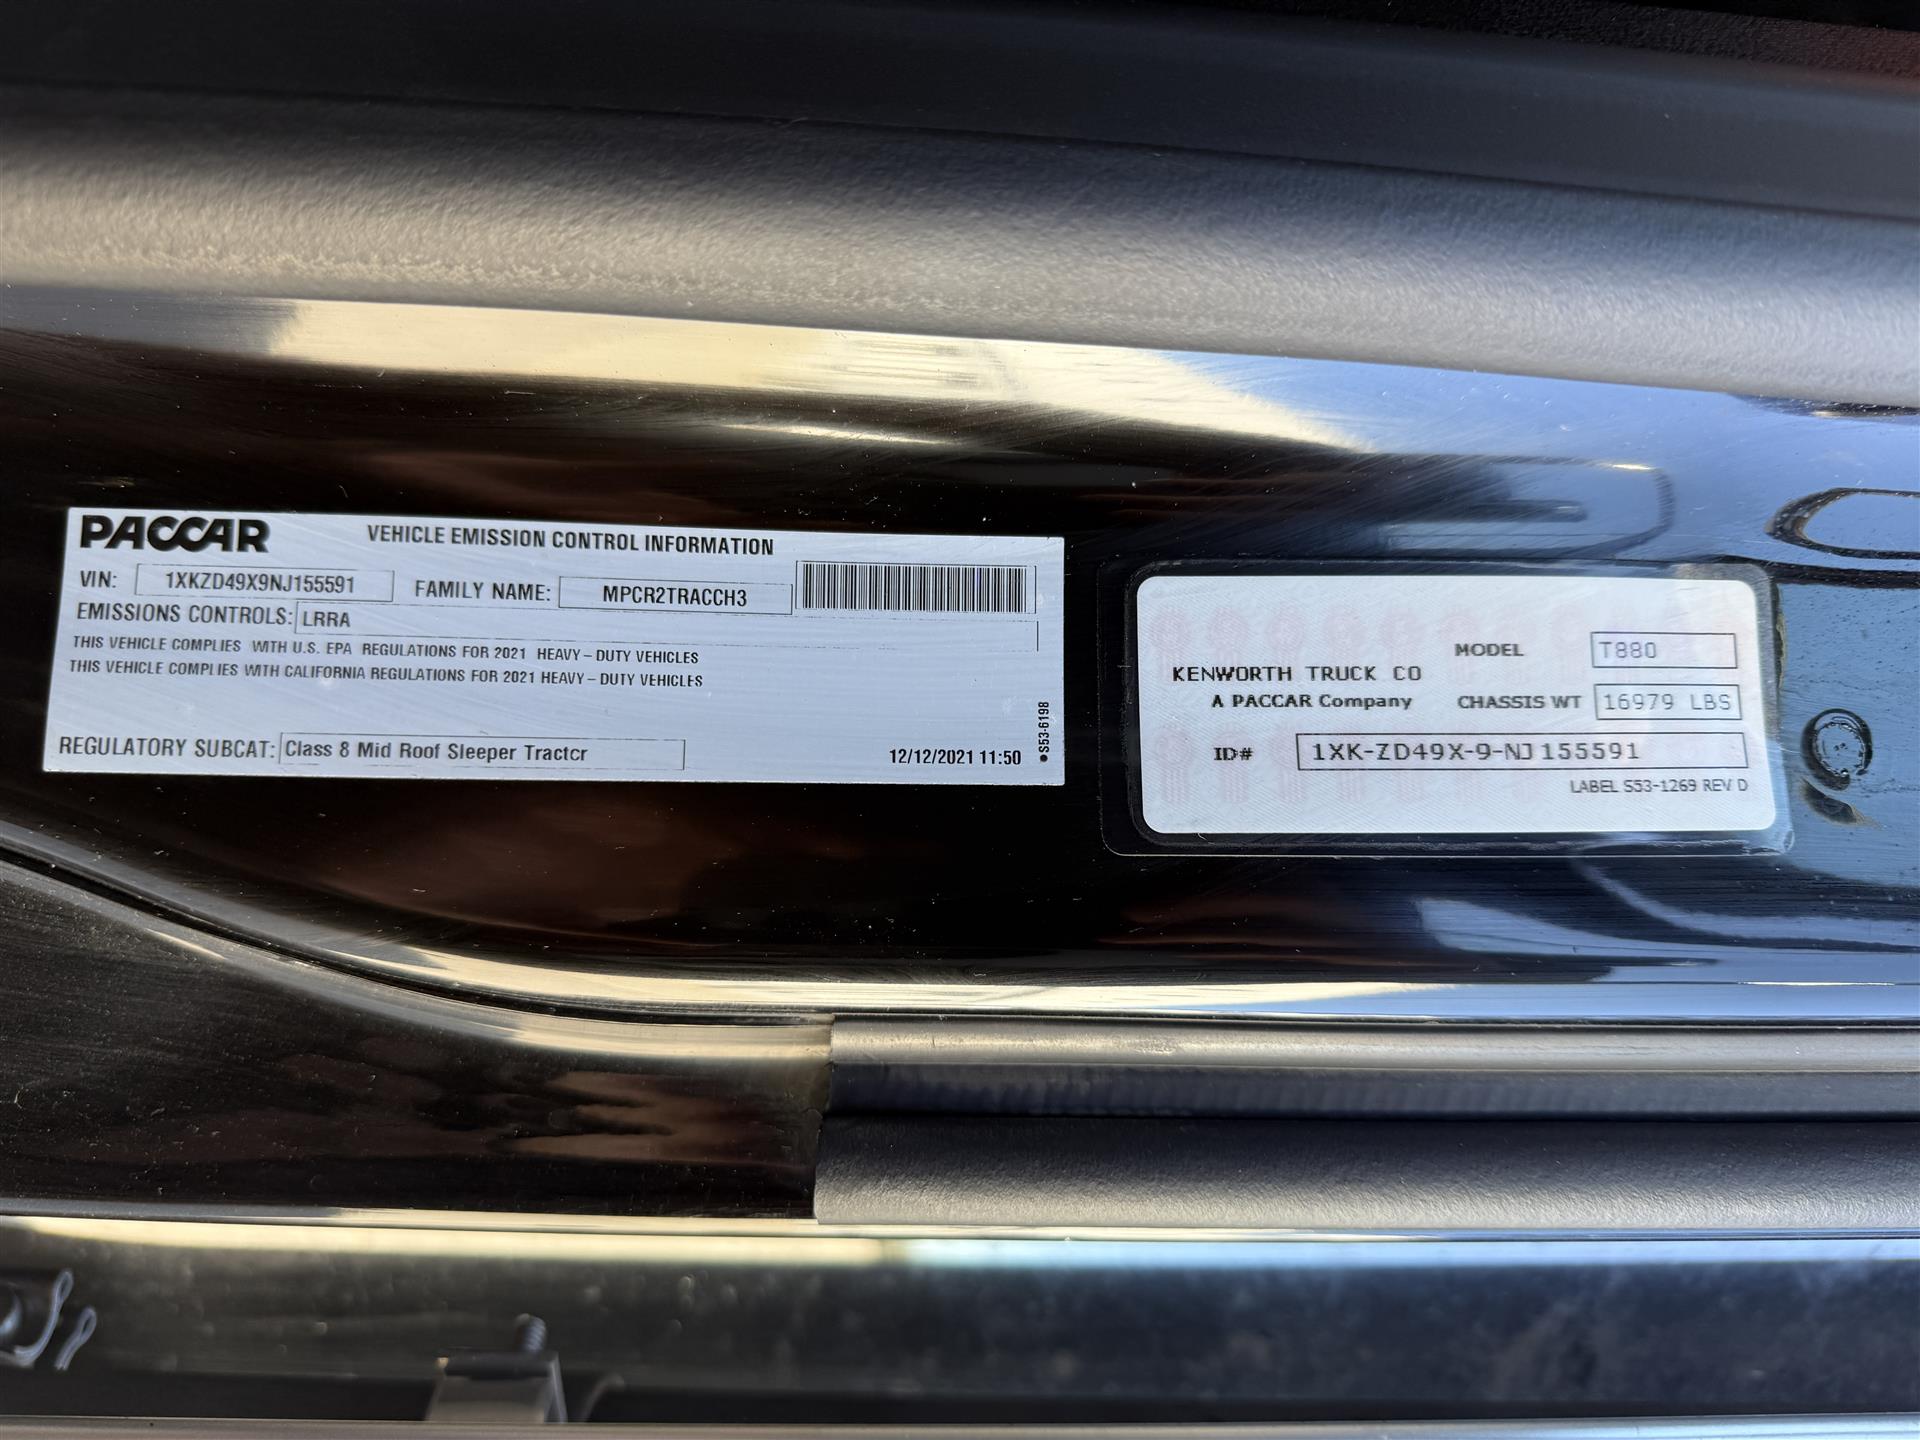 PACCAR VEHICLE EMISSION CONTROL INFORMATION
VIN: 1XKZD49X9NJ155591 FAMILY NAME: MPCR2TRACCH3
EMISSIONS CONTROLS: LRRA
THIS VEHICLE COMPLIES WITH U.S. EPA REGULATIONS FOR 2021 HEAVY-DUTY VEHICLES
THIS VEHICLE COMPLIES WITH CALIFORNIA REGULATIONS FOR 2021 HEAVY-DUTY VEHICLES
REGULATORY SUBCAT: Class 8 Mid Roof Sleeper Tractor
12/12/2021 11:50
•S53-6198
MODEL T880
KENWORTH TRUCK CO
A PACCAR Company
CHASSIS WT 16979 LBS
ID# 1XK-ZD49X-9-NJ155591
LABEL S53-1269 REV D